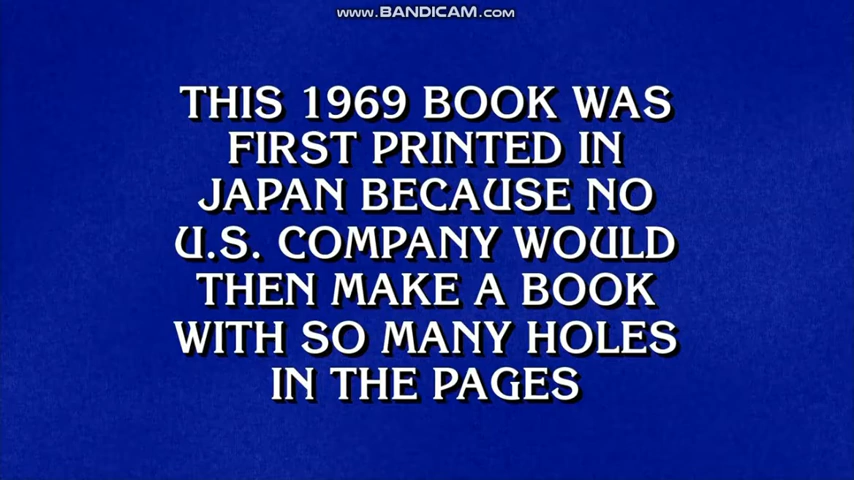 www.BANDICAM.com
THIS 1969 BOOK WAS
FIRST PRINTED IN
JAPAN BECAUSE NO
U.S. COMPANY WOULD
THEN MAKE A BOOK
WITH SO MANY HOLES
IN THE PAGES